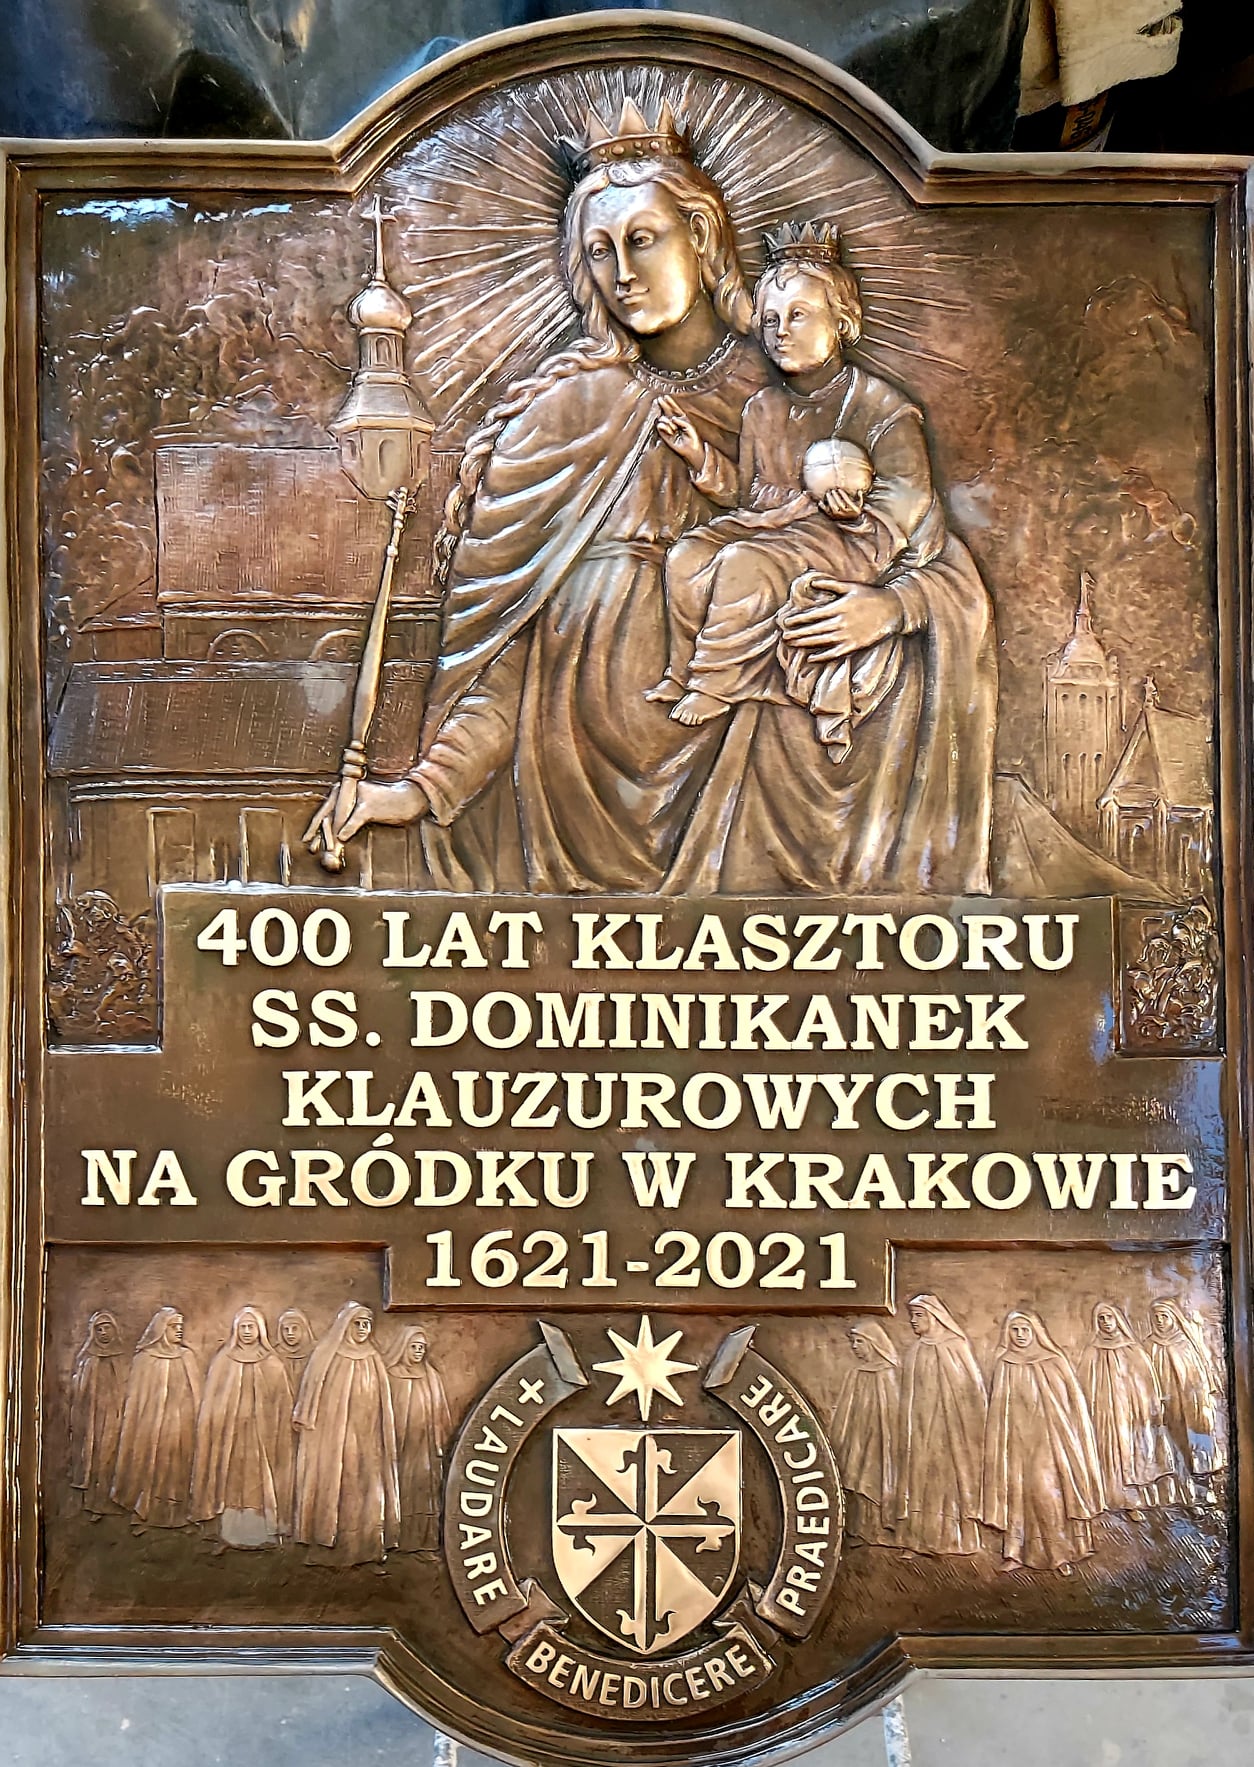 400 LAT KLASZTORU
SS. DOMINIKANEK
KLAUZUROWYCH
NA GRÓDKU W KRAKOWIE
1621-2021
+ LAUDARE
BENEDICERE
PRAEDICARE